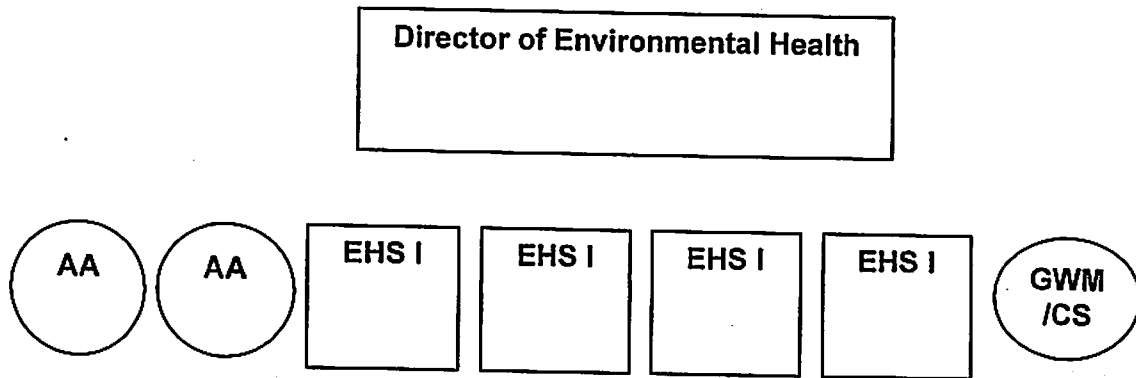 Director of Environmental Health
AA AA EHS I EHS I EHS I EHS I GWM
/CS